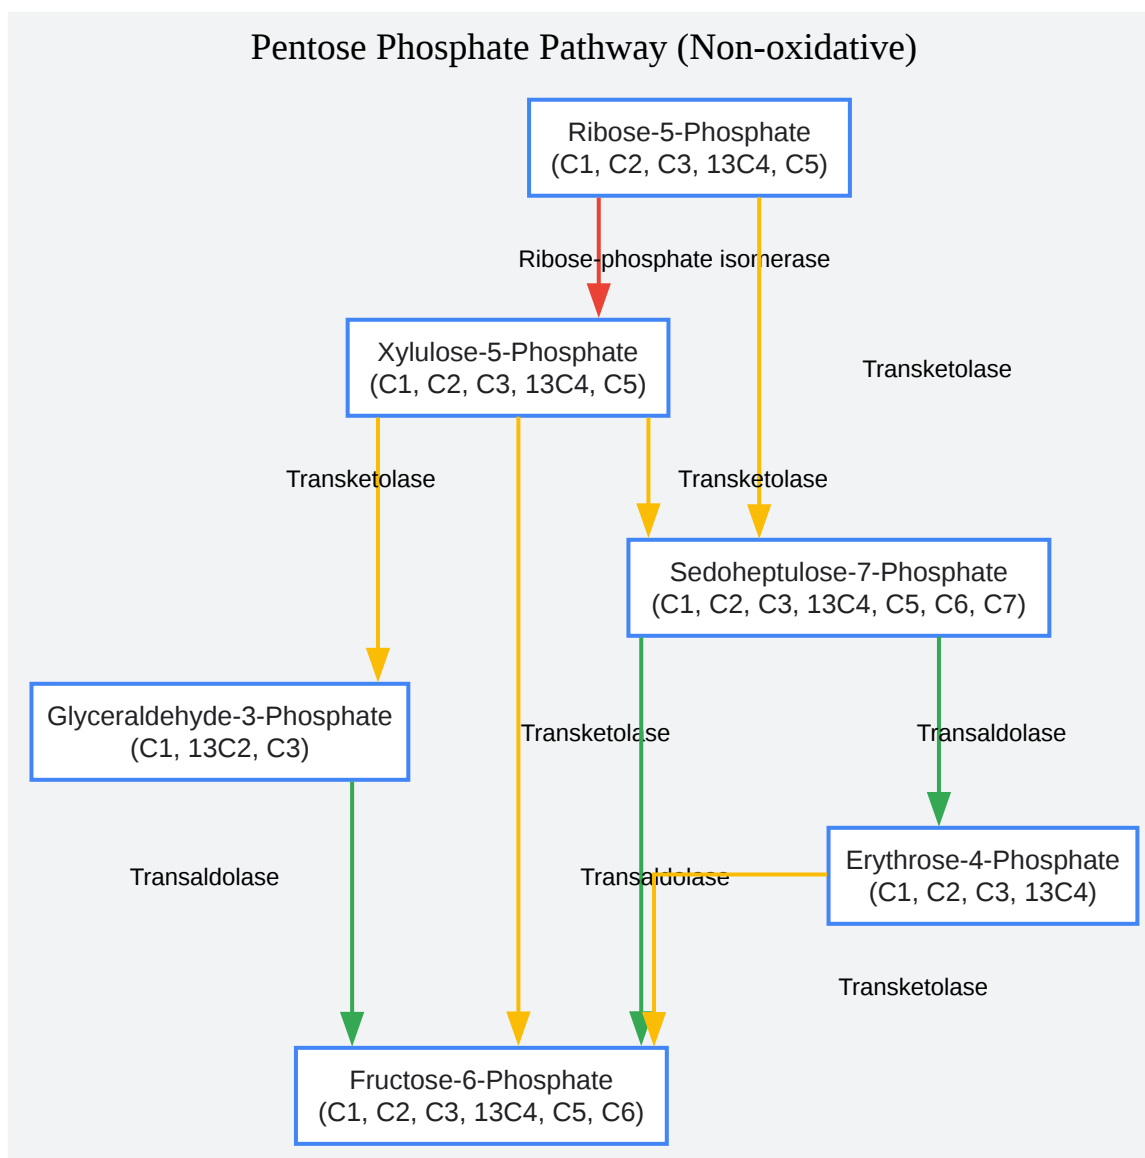 Pentose Phosphate Pathway (Non-oxidative)
Ribose-5-Phosphate
(C1, C2, C3, 13C4, C5)
Ribose-phosphate isomerase
Xylulose-5-Phosphate
(C1, C2, C3, 13C4, C5)
Transketolase
Transketolase
Transketolase
Sedoheptulose-7-Phosphate
(C1, C2, C3, 13C4, C5, C6, C7)
Glyceraldehyde-3-Phosphate
(C1, 13C2, C3)
Transketolase
Transaldolase
Erythrose-4-Phosphate
(C1, C2, C3, 13C4)
Transaldolase
Transaldolase
Transketolase
Fructose-6-Phosphate
(C1, C2, C3, 13C4, C5, C6)